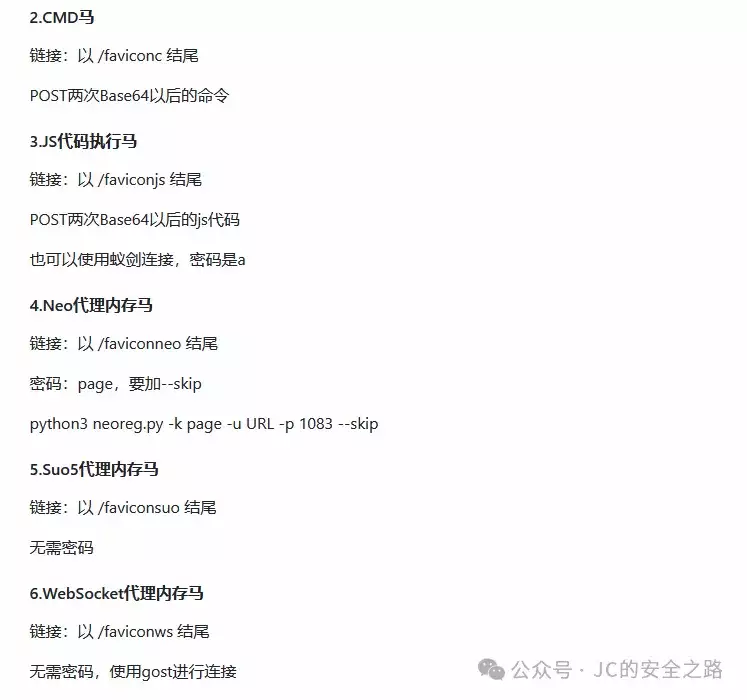 2.CMD马
链接：以 /faviconc 结尾
POST两次Base64以后的命令
3.JS代码执行马
链接：以 /faviconjs 结尾
POST两次Base64以后的js代码
也可以使用蚁剑连接，密码是a
4.Neo代理内存马
链接：以 /faviconneo 结尾
密码：page，要加--skip
python3 neoreg.py -k page -u URL -p 1083 --skip
5.Suo5代理内存马
链接：以 /faviconsuo 结尾
无需密码
6.WebSocket代理内存马
链接：以 /faviconws 结尾
无需密码，使用gost进行连接
公众号 · JC的安全之路